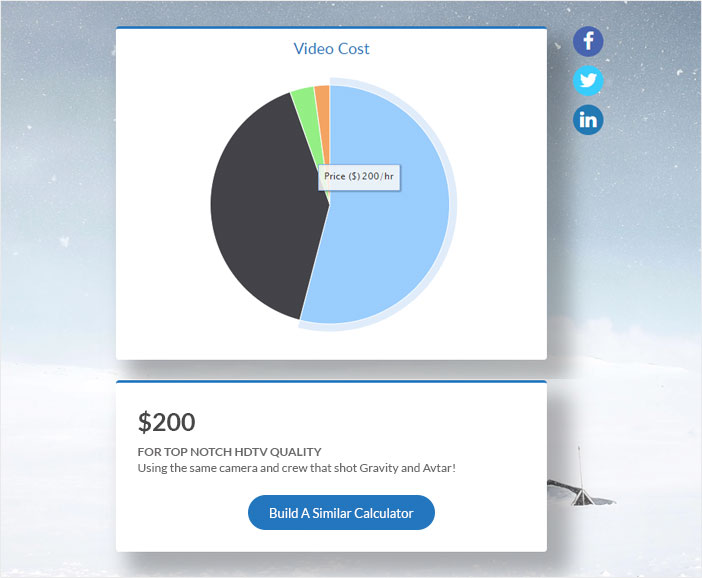 Video Cost
Price ($) 200/hr
$200
FOR TOP NOTCH HDTV QUALITY
Using the same camera and crew that shot Gravity and Avtar!
Build A Similar Calculator